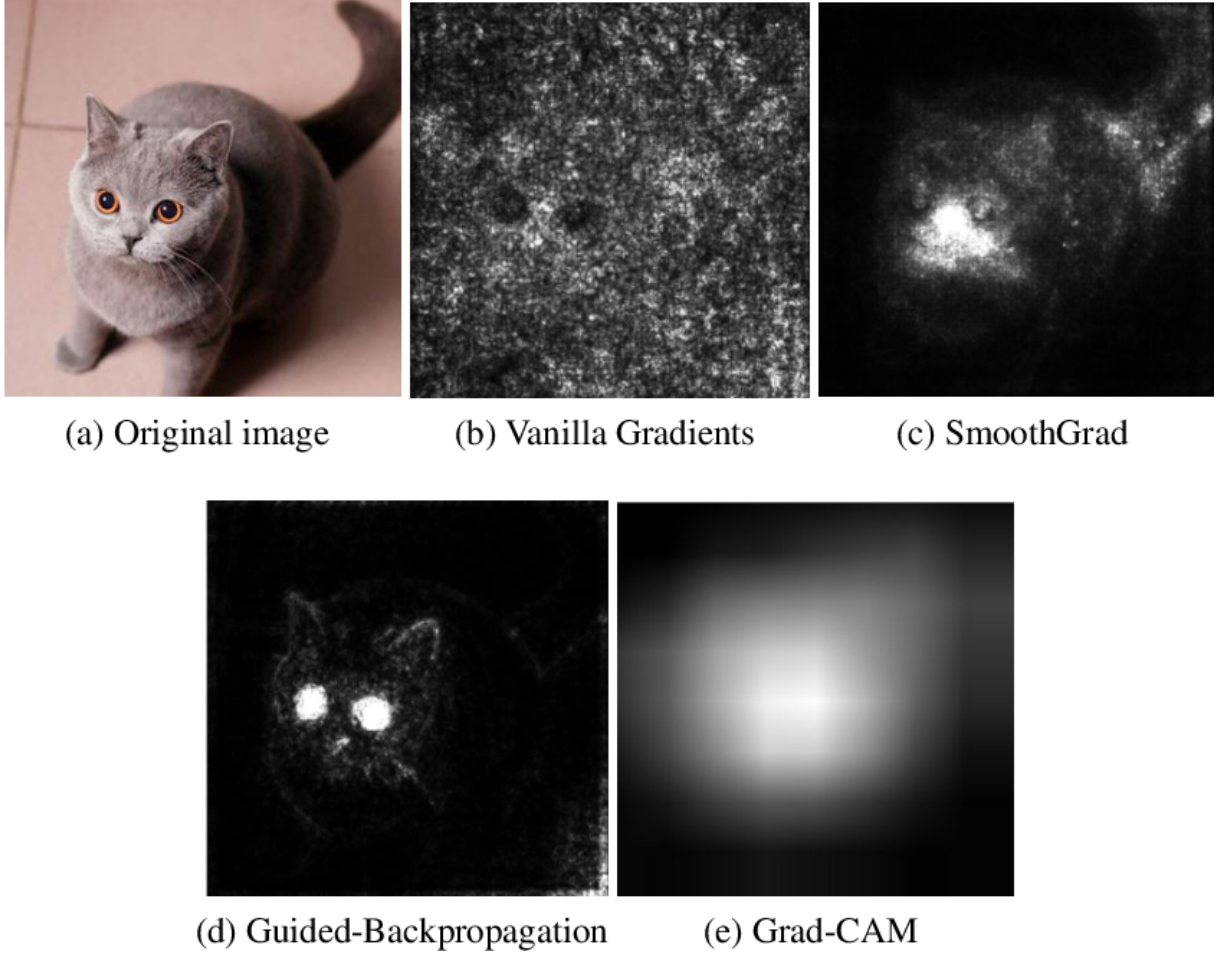 (a) Original image
(b) Vanilla Gradients
(c) SmoothGrad
(d) Guided-Backpropagation
(e) Grad-CAM